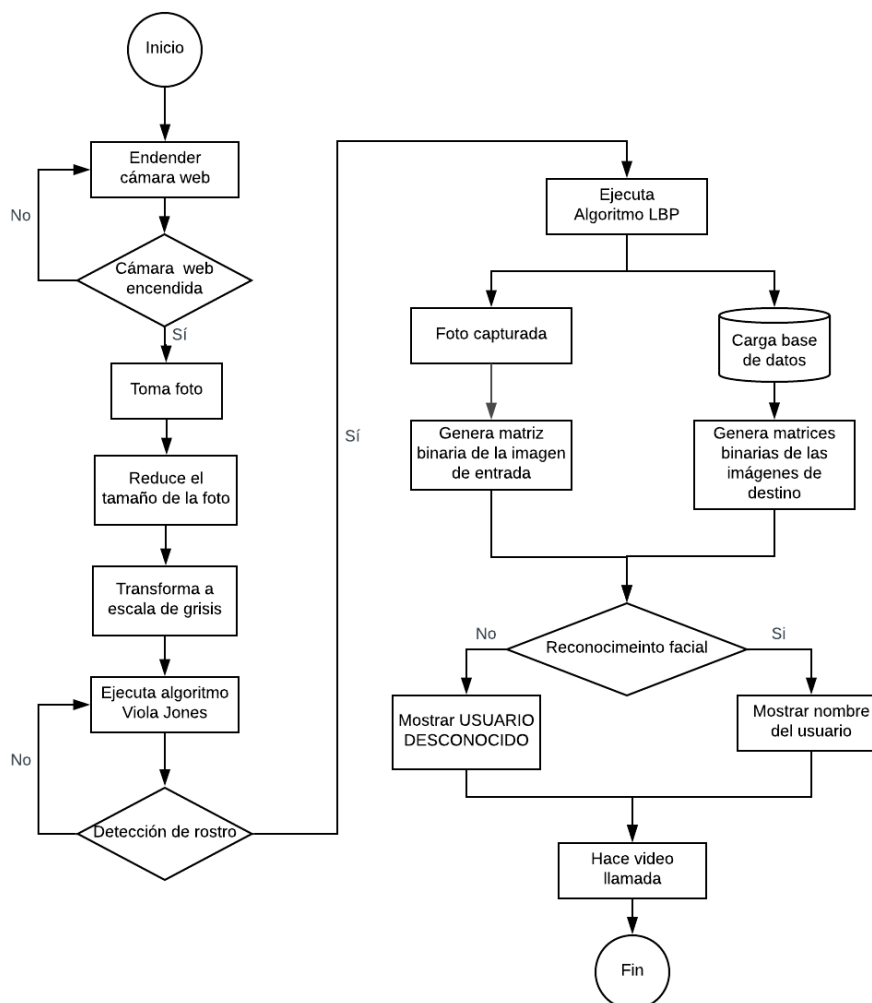 Inicio
Endender
cámara web
No
Cámara web
encendida
Sí
Toma foto
Reduce el
tamaño de la foto
Transforma a
escala de grisis
Ejecuta algoritmo
Viola Jones
No
Detección de rostro
Sí
Ejecuta
Algoritmo LBP
Foto capturada
Carga base
de datos
Genera matriz
binaria de la imagen
de entrada
Genera matrices
binarias de las
imágenes de
destino
Reconocimeinto facial
No
Si
Mostrar USUARIO
DESCONOCIDO
Mostrar nombre
del usuario
Hace video
llamada
Fin